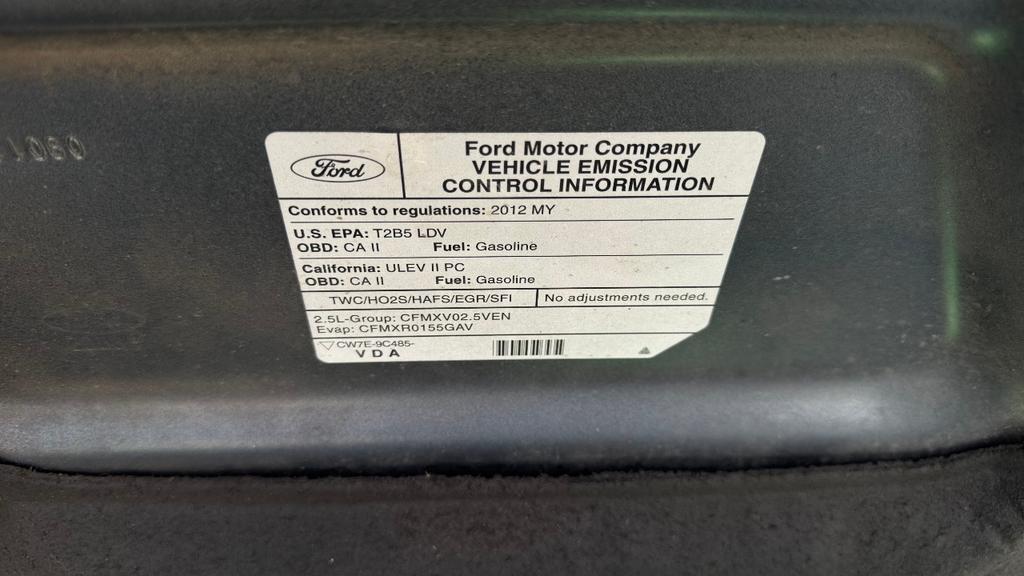 Ford
Ford Motor Company
VEHICLE EMISSION
CONTROL INFORMATION
Conforms to regulations: 2012 MY
U.S. EPA: T2B5 LDV
OBD: CA II Fuel: Gasoline
California: ULEV II PC
OBD: CA II Fuel: Gasoline
TWC/HO2S/HAFS/EGR/SFI No adjustments needed.
2.5L-Group: CFMXV02.5VEN
Evap: CFMXR0155GAV
CW7E-9C485-
VDA